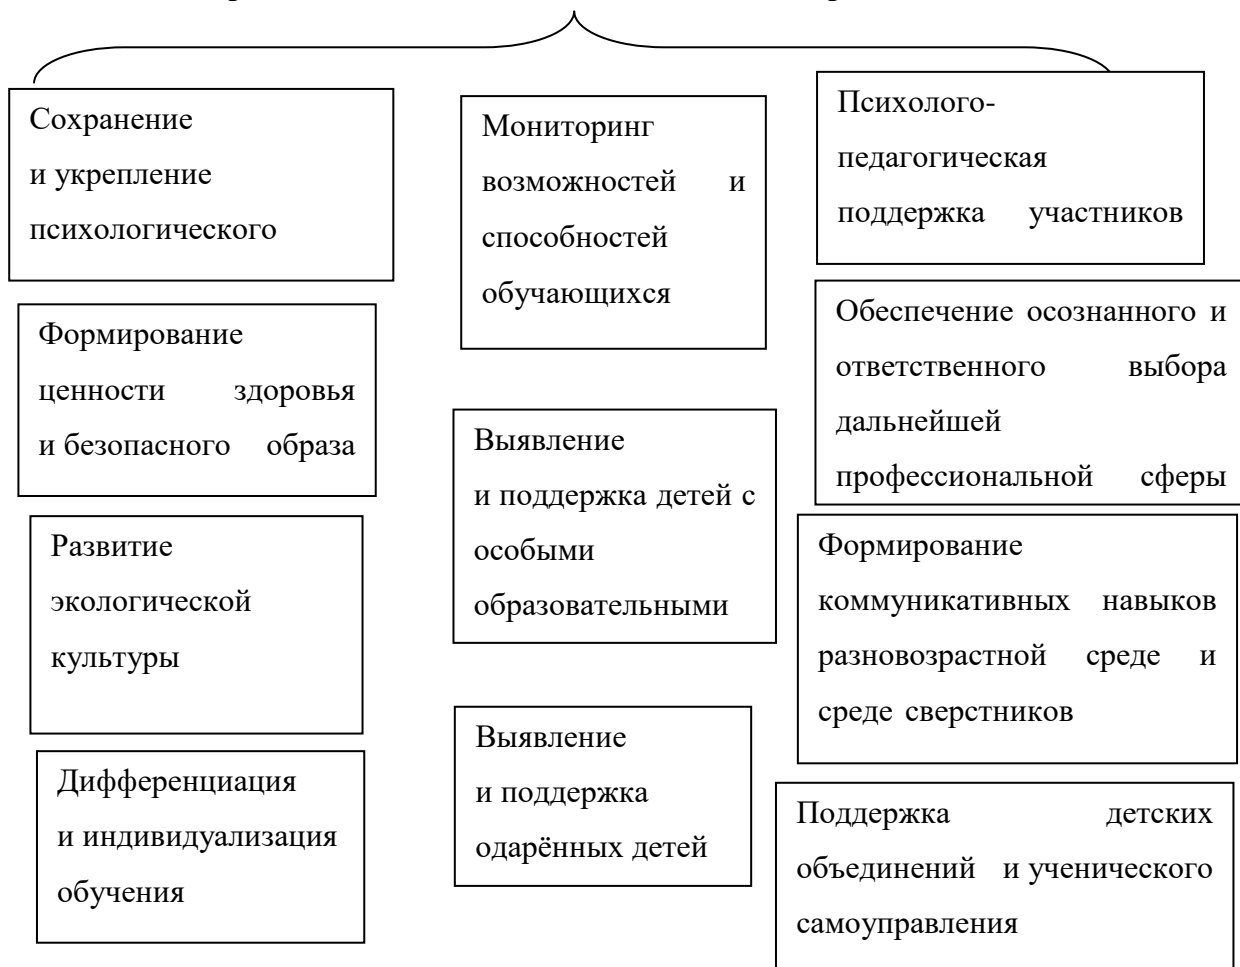 Сохранение
и укрепление
психологического
Формирование
ценности здоровья
и безопасного образа
Развитие
экологической
культуры
Дифференциация
и индивидуализация
обучения
Мониторинг
возможностей и
способностей
обучающихся
Выявление
и поддержка детей с
особыми
образовательными
Выявление
и поддержка
одарённых детей
Психолого-
педагогическая
поддержка участников
Обеспечение осознанного и
ответственного выбора
дальнейшей
профессиональной сферы
Формирование
коммуникативных навыков
разновозрастной среде и
среде сверстников
Поддержка детских
объединений и ученического
самоуправления